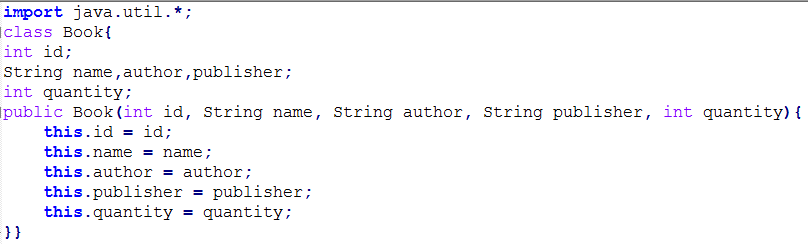 import java.util.*;
class Book{
int id;
String name,author,publisher;
int quantity;
public Book(int id, String name, String author, String publisher, int quantity){
    this.id = id;
    this.name = name;
    this.author = author;
    this.publisher = publisher;
    this.quantity = quantity;
}}